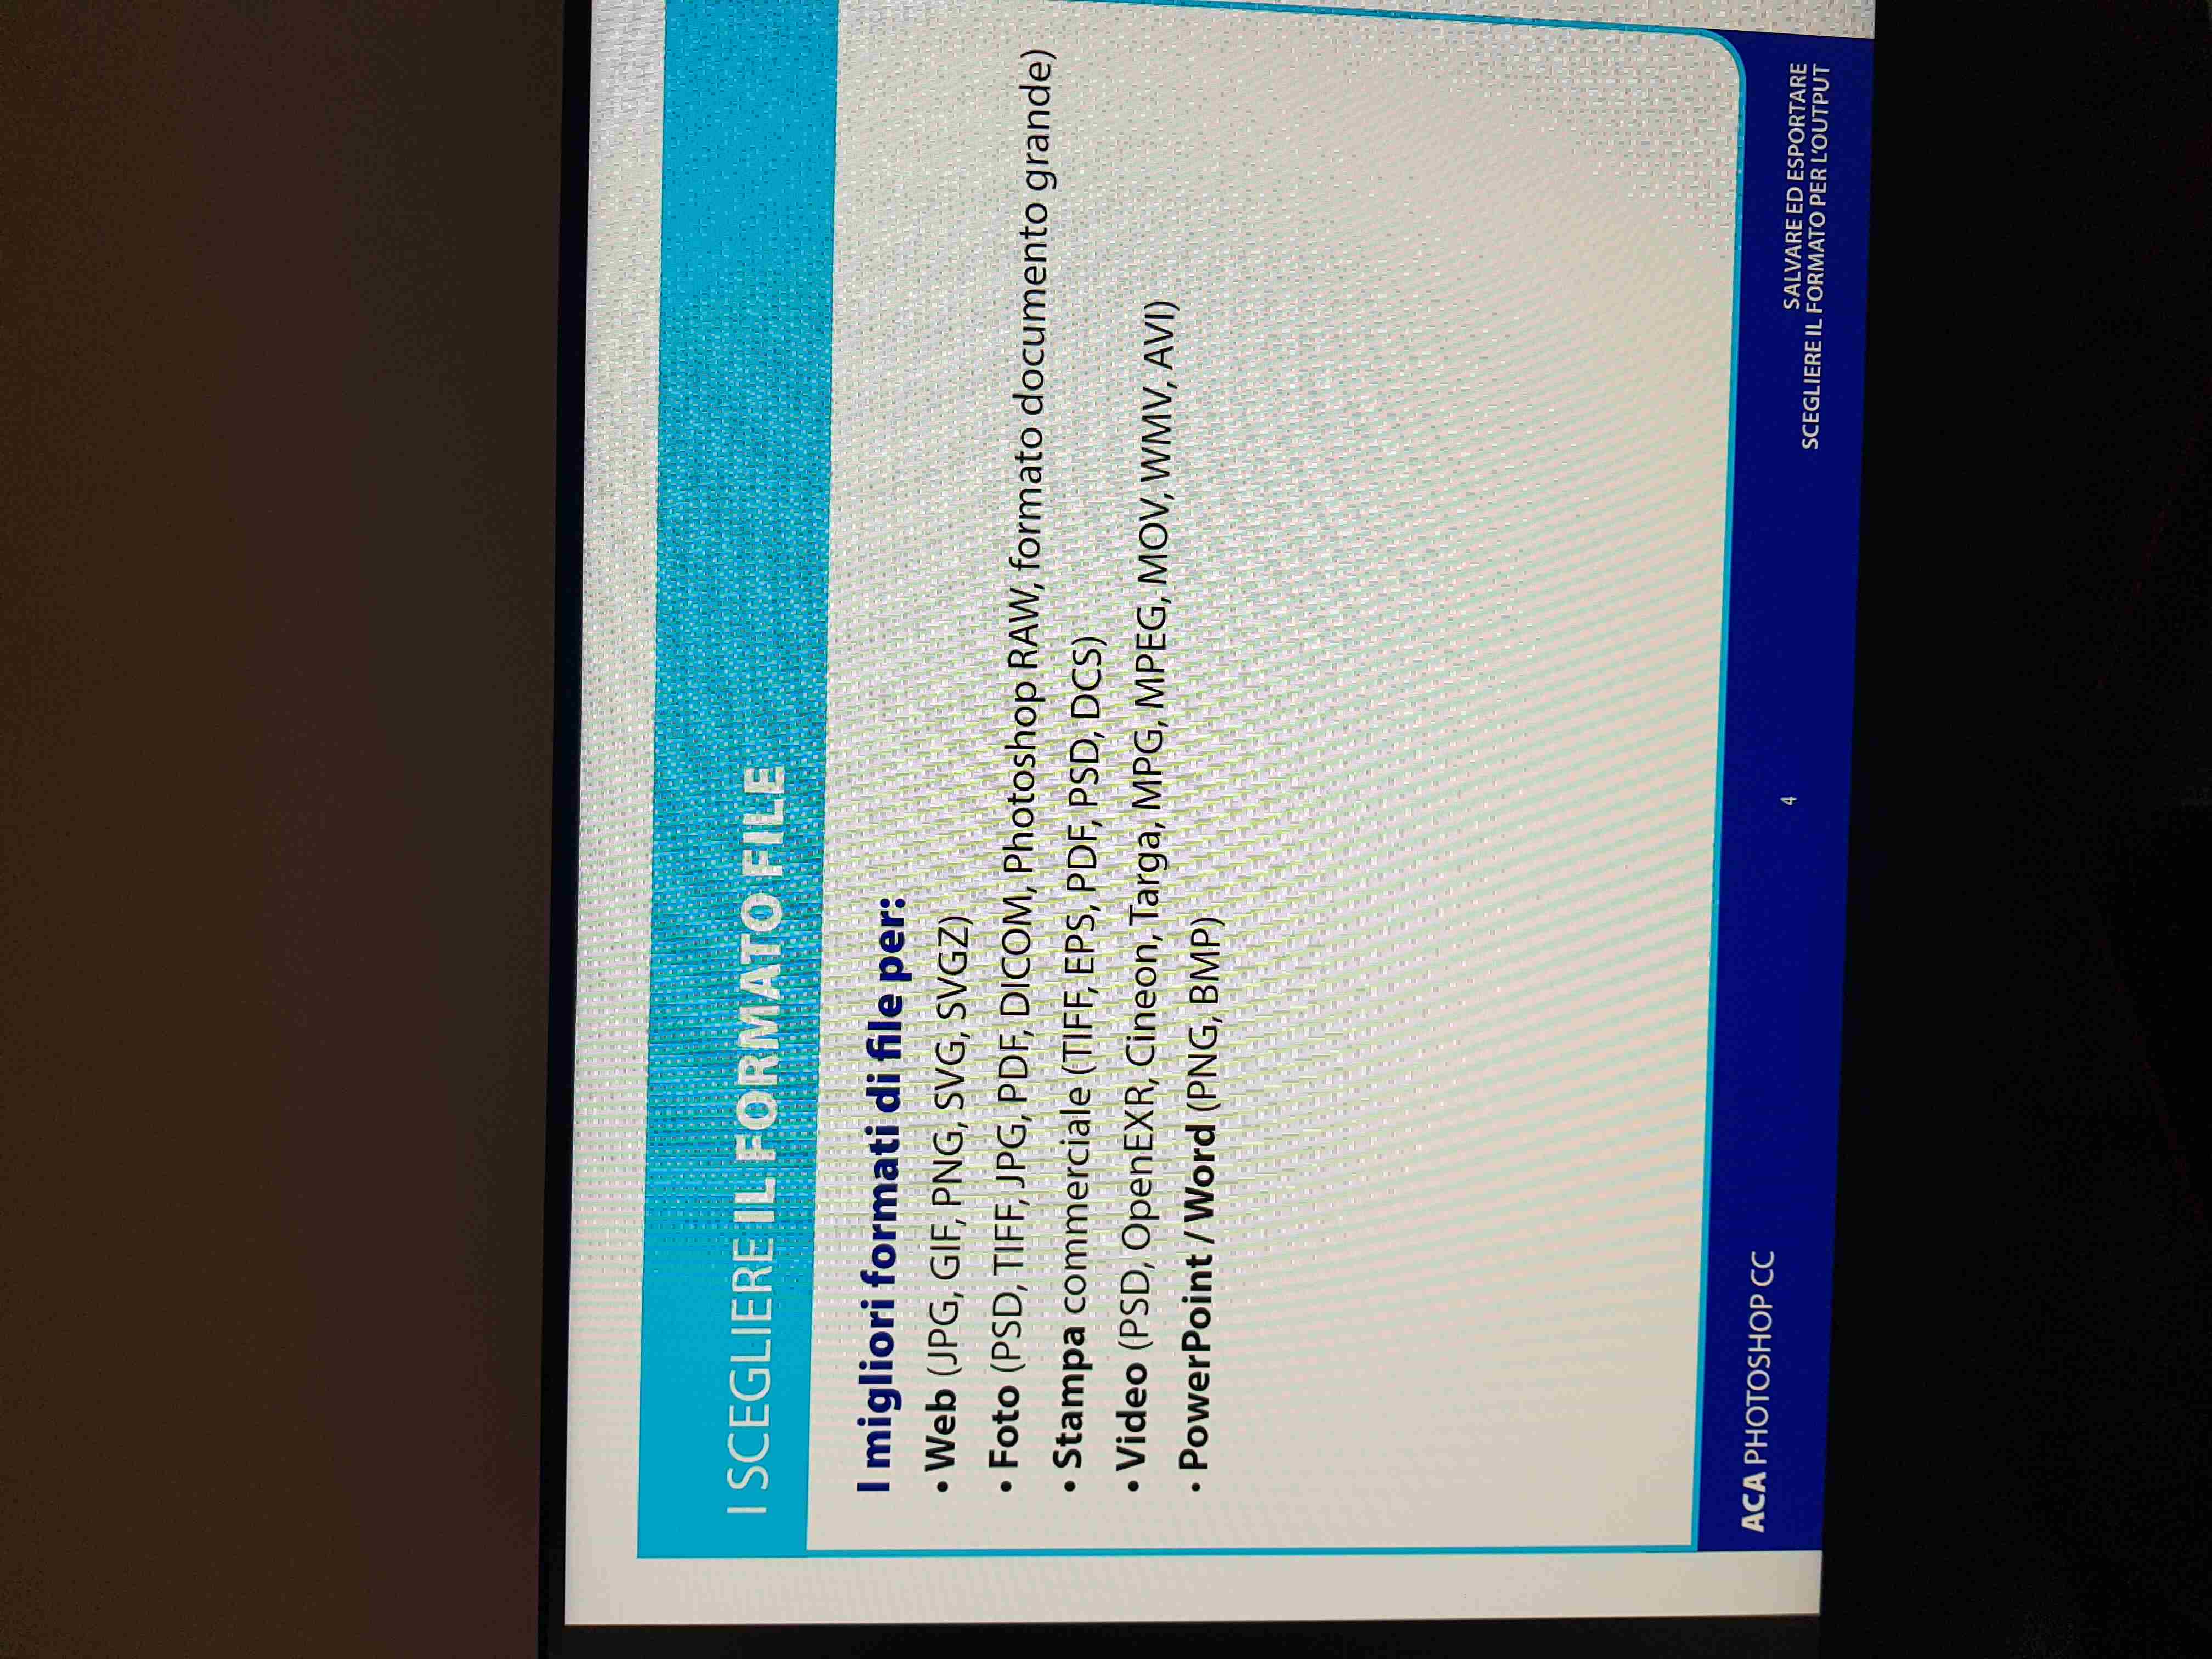 I SCEGLIERE IL FORMATO FILE
I migliori formati di file per:
• Web (JPG, GIF, PNG, SVG, SVGZ)
• Foto (PSD, TIFF, JPG, PDF, DICOM, Photoshop RAW, formato documento grande)
• Stampa commerciale (TIFF, EPS, PDF, PSD, DCS)
• Video (PSD, OpenEXR, Cineon, Targa, MPG, MPEG, MOV, WMV, AVI)
• PowerPoint / Word (PNG, BMP)
ACA PHOTOSHOP CC
4
SALVARE ED ESPORTARE
SCEGLIERE IL FORMATO PER L'OUTPUT